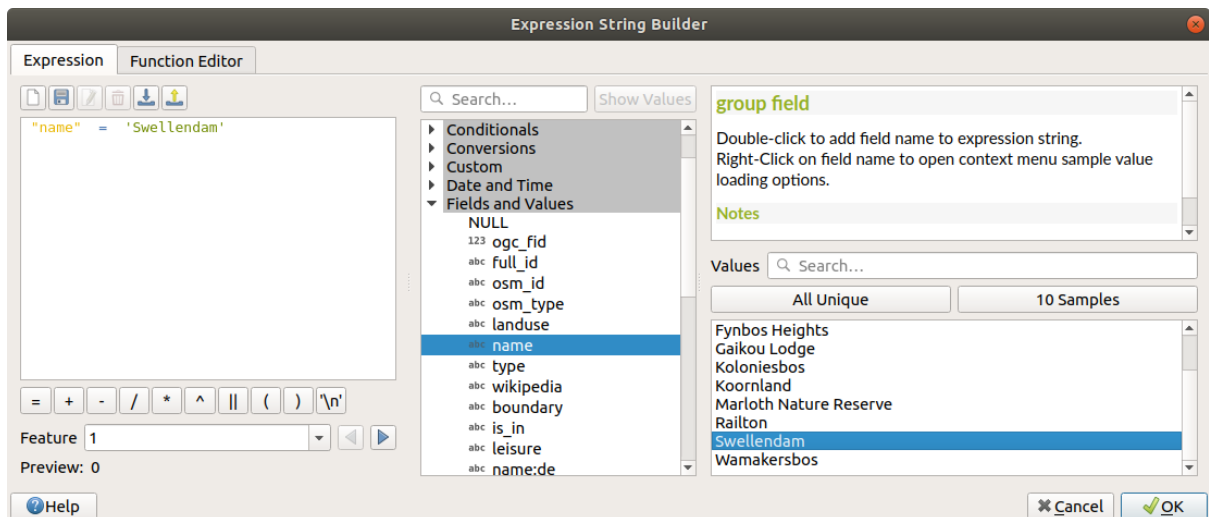 Expression String Builder
Expression Function Editor
"name" = 'Swellendam'
= + - / * ^ || ( ) '\n'
Feature 1
Preview: 0
Help
Search... Show Values
Conditionals
Conversions
Custom
Date and Time
Fields and Values
NULL
123 ogc_fid
abc full_id
abc osm_id
abc osm_type
abc landuse
abc name
abc type
abc wikipedia
abc boundary
abc is_in
abc leisure
abc name:de
group field
Double-click to add field name to expression string.
Right-Click on field name to open context menu sample value
loading options.
Notes
Values Search...
All Unique 10 Samples
Fynbos Heights
Gaikou Lodge
Koloniesbos
Koornland
Marloth Nature Reserve
Railton
Swellendam
Wamakersbos
Cancel OK